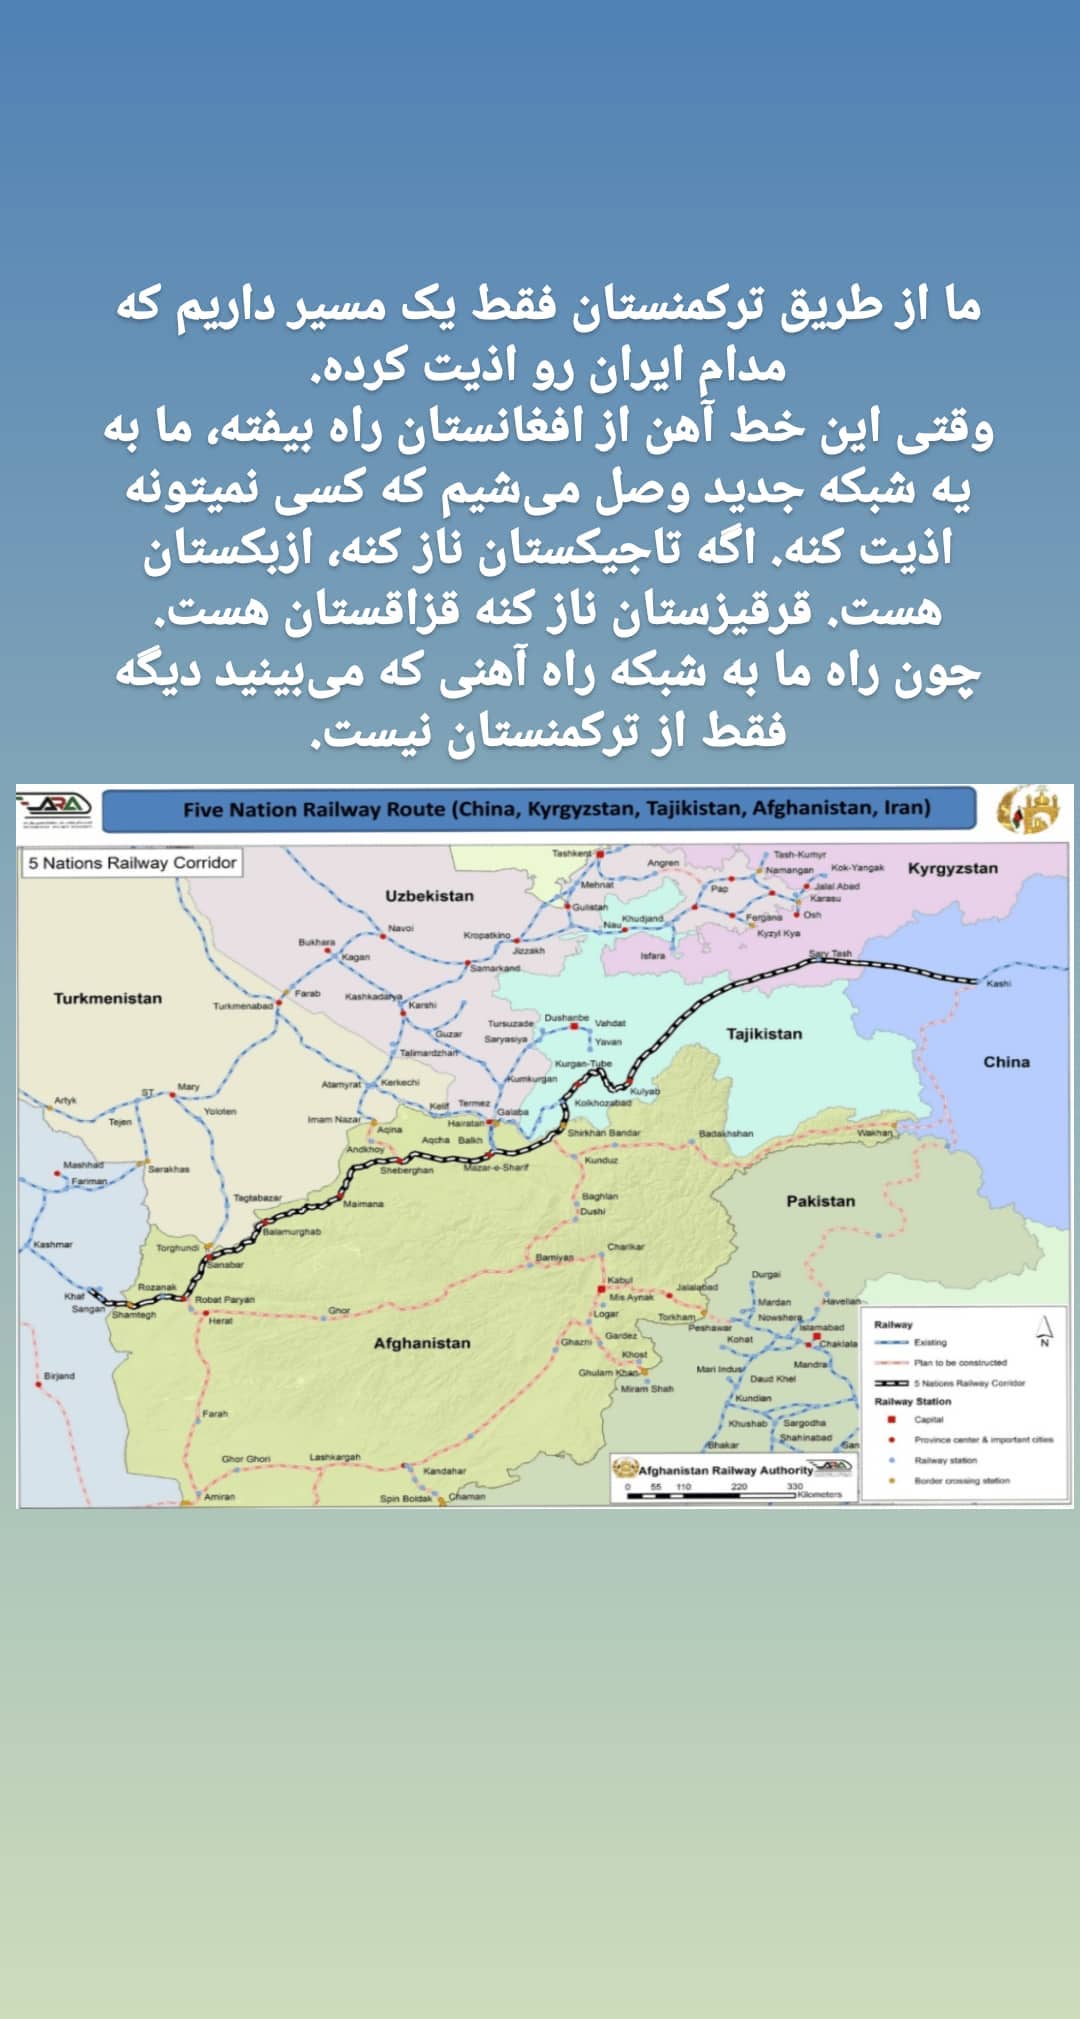 ما از طریق ترکمنستان فقط یک مسیر داریم که
مدام ایران رو اذیت کرده.
وقتی این خط آهن از افغانستان راه بیفته، ما به
یه شبکه جدید وصل می‌شیم که کسی نمیتونه
اذیت کنه. اگه تاجیکستان ناز کنه، ازبکستان
هست. قرقیزستان ناز کنه قزاقستان هست.
چون راه ما به شبکه راه آهنی که می‌بینید دیگه
فقط از ترکمنستان نیست.
ARA
Five Nation Railway Route (China, Kyrgyzstan, Tajikistan, Afghanistan, Iran)
5 Nations Railway Corridor
Tashkent
Angren
Tash-Kumyr
Namangan
Kok-Yangak
Kyrgyzstan
Uzbekistan
Mehnat
Pap
Jalal Abad
Karasu
Gulistan
Khudjand
Nau
Fergana
Osh
Navoi
Kropatkino
Kyzyl Kya
Bukhara
Kagan
Jizzakh
Isfara
Sary Tash
Samarkand
Kashi
Turkmenistan
Turkmenabad
Farab
Kashkadarya
Karshi
Dushanbe
Vahdat
Tursuzade
Saryasiya
Yavan
Tajikistan
Guzar
Talimardzhan
Kurgan-Tube
China
Kumkurgan
Kulyab
ST
Mary
Atamyrat
Kerkechi
Kolkhozabad
Artyk
Tejen
Yoloten
Kelif
Termez
Galaba
Imam Nazar
Aqina
Hairatan
Shirkhan Bandar
Badakhshan
Wakhan
Aqcha
Balkh
Andkhoy
Sheberghan
Mazar-e-Sharif
Kunduz
Mashhad
Fariman
Sarakhas
Tagtabazar
Maimana
Baghlan
Dushi
Pakistan
Balamurghab
Kashmar
Torghundi
Sanabar
Bamiyan
Charikar
Khaf
Sangan
Rozanak
Shamtegh
Robat Paryan
Herat
Ghor
Kabul
Mis Aynak
Jalalabad
Durgai
Mardan
Havelian
Logar
Torkham
Peshawar
Nowshera
Islamabad
Afghanistan
Ghazni
Gardez
Kohat
Chaklala
Khost
Mari Indus
Mandra
Birjand
Ghulam Khan
Daud Khel
Miram Shah
Kundian
Farah
Khushab
Sargodha
Shahinabad
Bhakar
San
Ghor Ghori
Lashkargah
Kandahar
Amiran
Spin Boldak
Chaman
Railway
N
Existing
Plan to be constructed
5 Nations Railway Corridor
Railway Station
Capital
Province center & important cities
Railway station
Border crossing station
Afghanistan Railway Authority
0 55 110 220 330
Kilometers